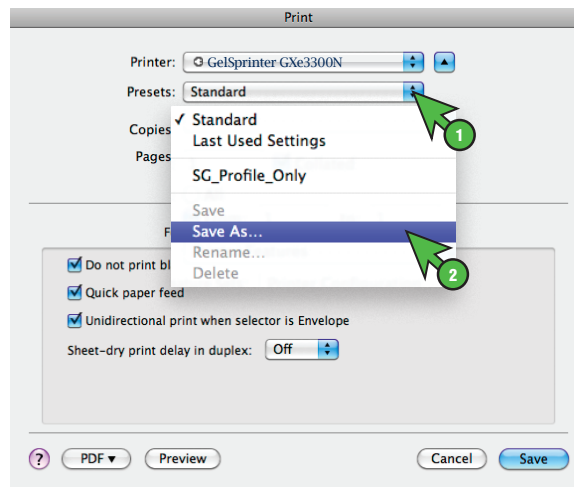 Print
Printer: GelSprinter GXe3300N
Presets: Standard
1
✓ Standard
Copies
Last Used Settings
Pages
SG_Profile_Only
Save
F
Save As...
2
Rename...
Do not print bl
Delete
Quick paper feed
Unidirectional print when selector is Envelope
Sheet-dry print delay in duplex: Off
? PDF ▾ Preview Cancel Save